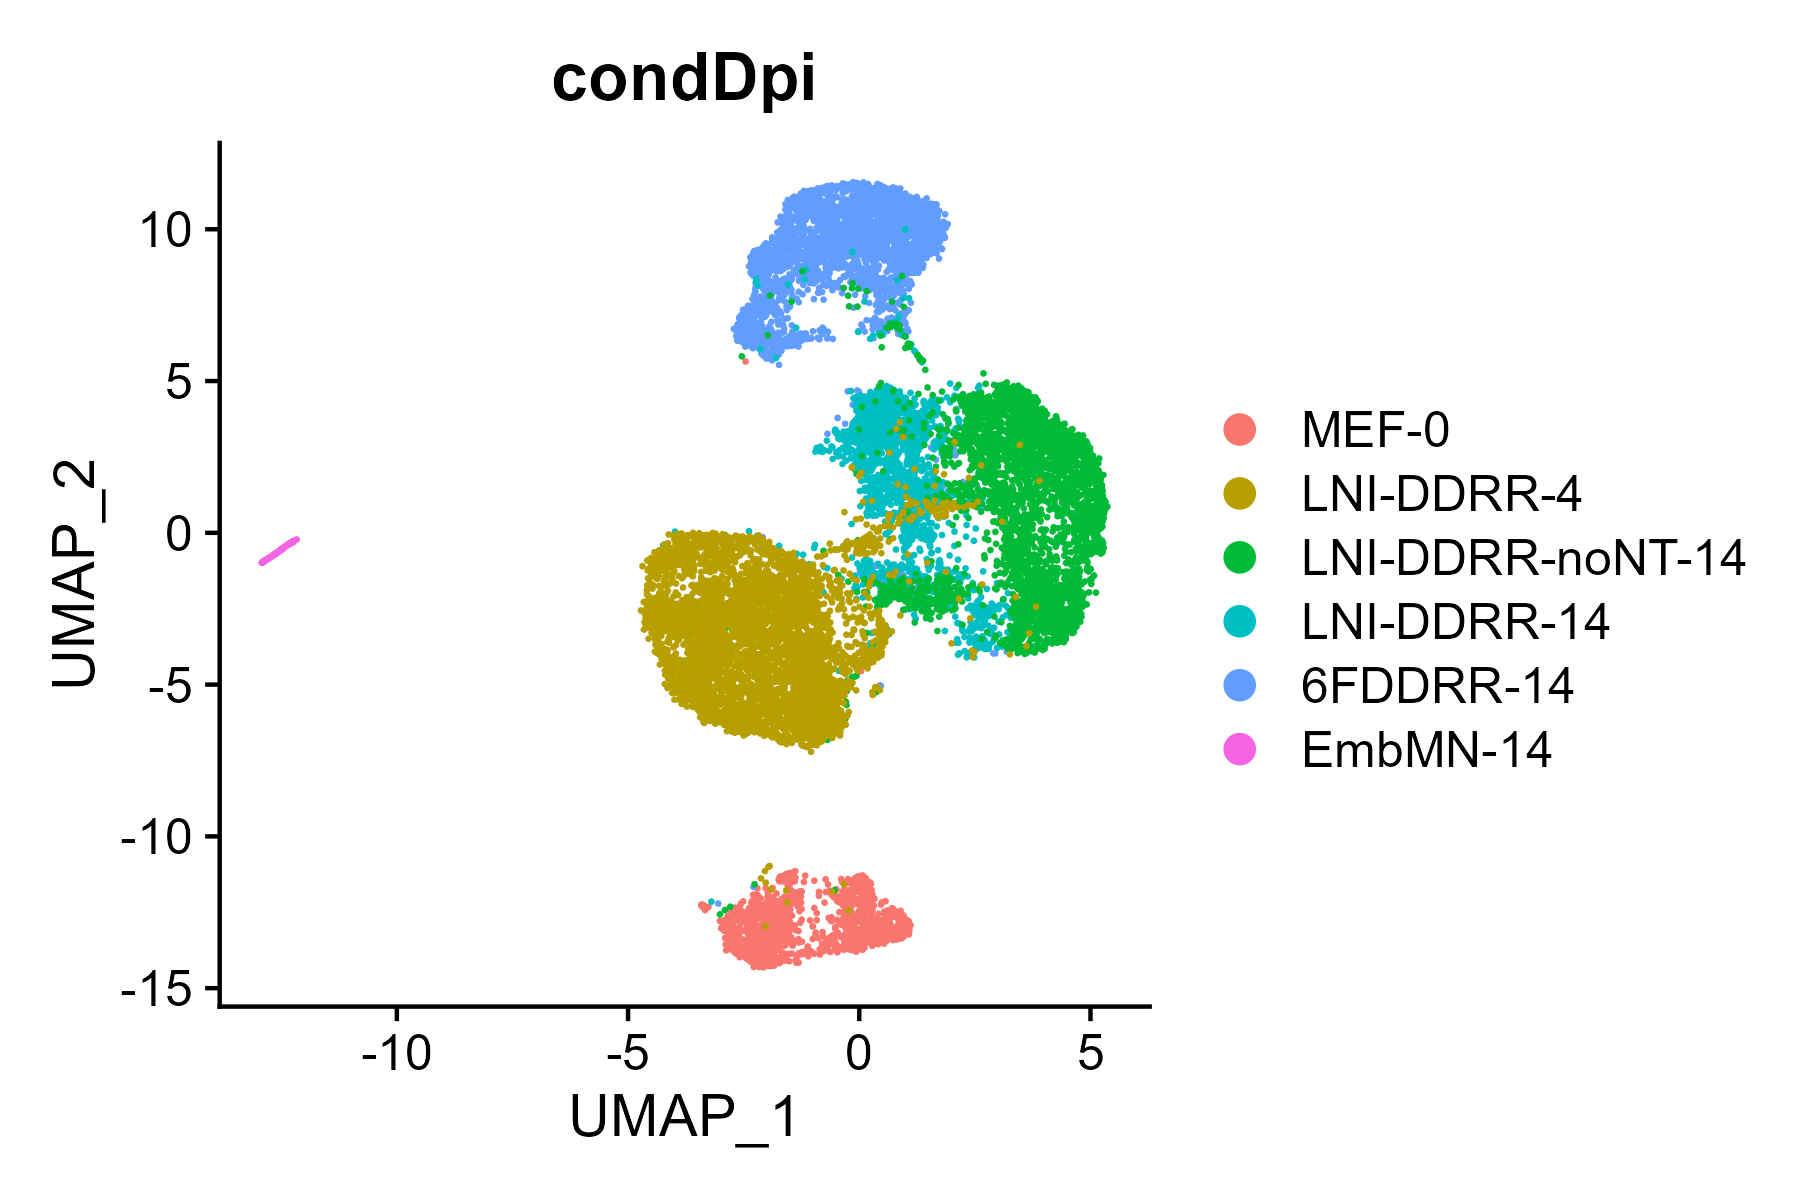 condDpi
UMAP_2
10
5
0
-5
-10
-15
-10
-5
0
5
UMAP_1
MEF-0
LNI-DDRR-4
LNI-DDRR-noNT-14
LNI-DDRR-14
6FDDRR-14
EmbMN-14